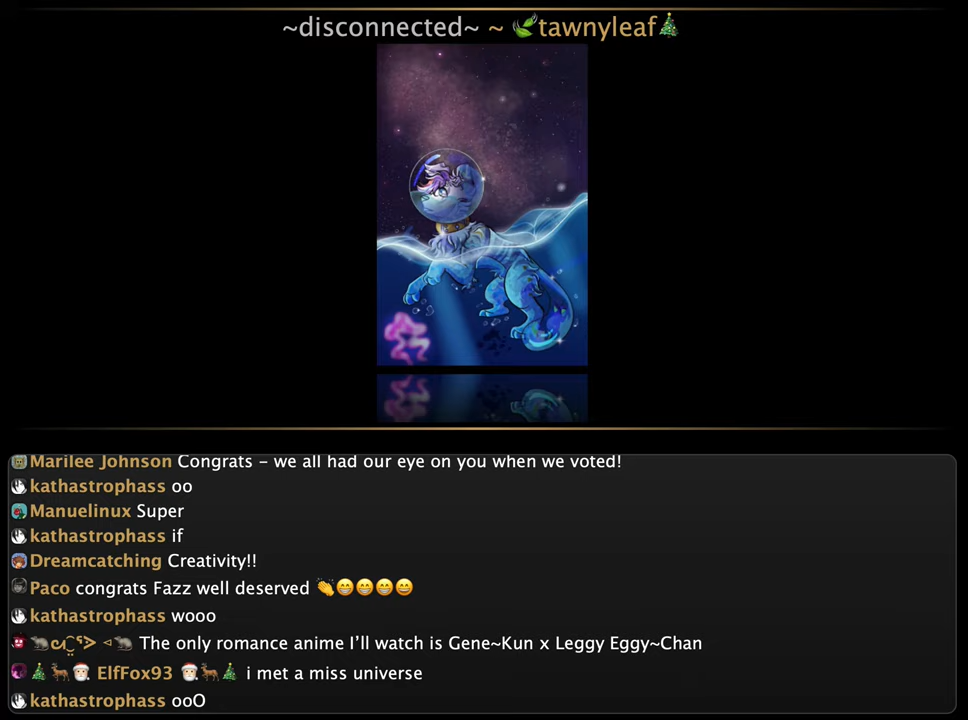 ~disconnected~ ~ 🌿tawnyleaf🎄
Marilee Johnson Congrats – we all had our eye on you when we voted!
kathastrophass oo
Manuelinux Super
kathastrophass if
Dreamcatching Creativity!!
Paco congrats Fazz well deserved 👏😁😁😁😄
kathastrophass wooo
🐀 🐀 The only romance anime I’ll watch is Gene~Kun x Leggy Eggy~Chan
🎄🦌🎅🏻 ElfFox93 🎅🏻🦌🎄 i met a miss universe
kathastrophass ooO